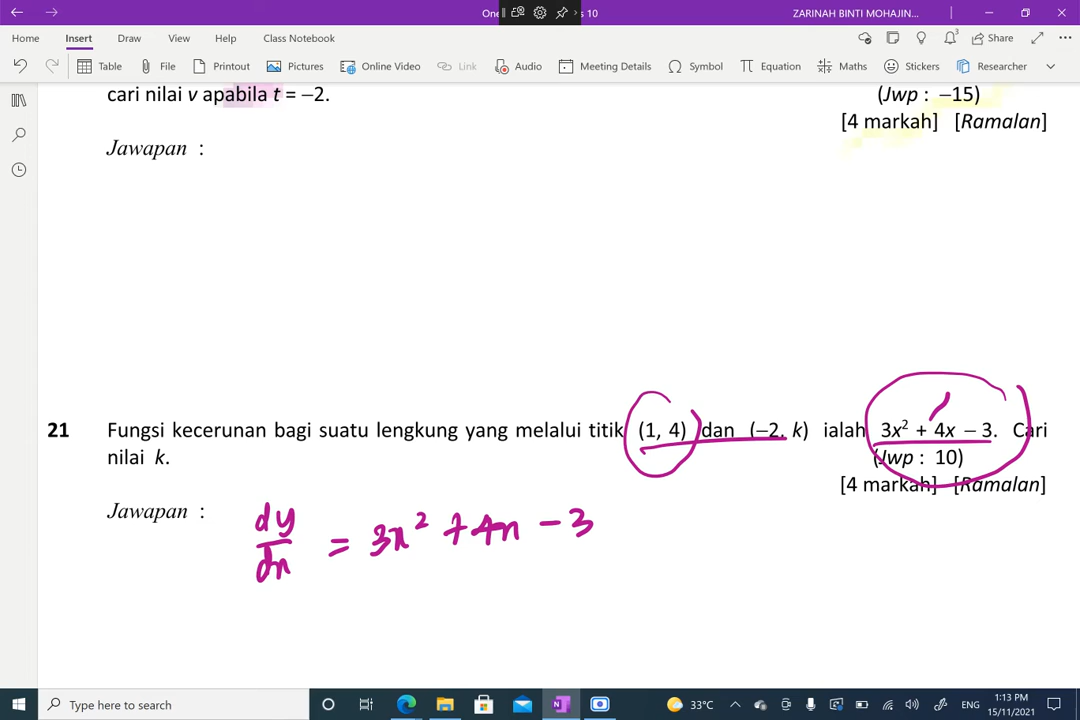 One
s 10
ZARINAH BINTI MOHAJIN...
Home Insert Draw View Help Class Notebook
Share
Table File Printout Pictures Online Video Link Audio Meeting Details Symbol Equation Maths Stickers Researcher
cari nilai v apabila t = −2.
(Jwp : −15)
[4 markah] [Ramalan]
Jawapan :
21 Fungsi kecerunan bagi suatu lengkung yang melalui titik (1, 4) dan (−2, k) ialah 3x² + 4x − 3. Cari
nilai k.
(Jwp : 10)
[4 markah] [Ramalan]
Jawapan :
dy/dx = 3x² + 4x − 3
Type here to search
33°C
ENG
1:13 PM
15/11/2021